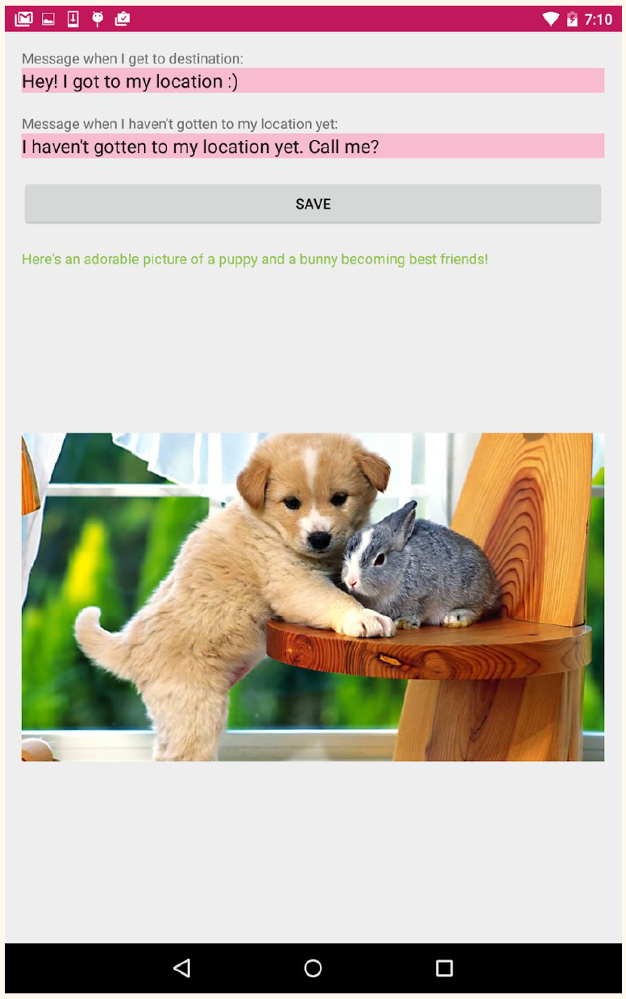 7:10
Message when I get to destination:
Hey! I got to my location :)
Message when I haven't gotten to my location yet:
I haven't gotten to my location yet. Call me?
SAVE
Here's an adorable picture of a puppy and a bunny becoming best friends!